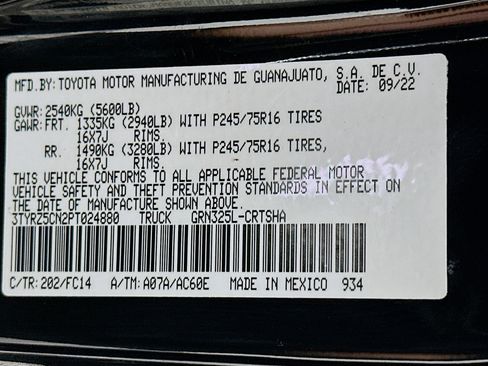 MFD.BY: TOYOTA MOTOR MANUFACTURING DE GUANAJUATO, S.A. DE C.V.
DATE: 09/22
GVWR: 2540KG (5600LB)
GAWR: FRT. 1335KG (2940LB) WITH P245/75R16 TIRES
16X7J RIMS.
RR. 1490KG (3280LB) WITH P245/75R16 TIRES,
16X7J RIMS.
THIS VEHICLE CONFORMS TO ALL APPLICABLE FEDERAL MOTOR
VEHICLE SAFETY AND THEFT PREVENTION STANDARDS IN EFFECT ON
THE DATE OF MANUFACTURE SHOWN ABOVE.
3TYRZ5CN2PT024880 TRUCK GRN325L-CRTSHA
C/TR: 202/FC14 A/TM: A07A/AC60E MADE IN MEXICO 934